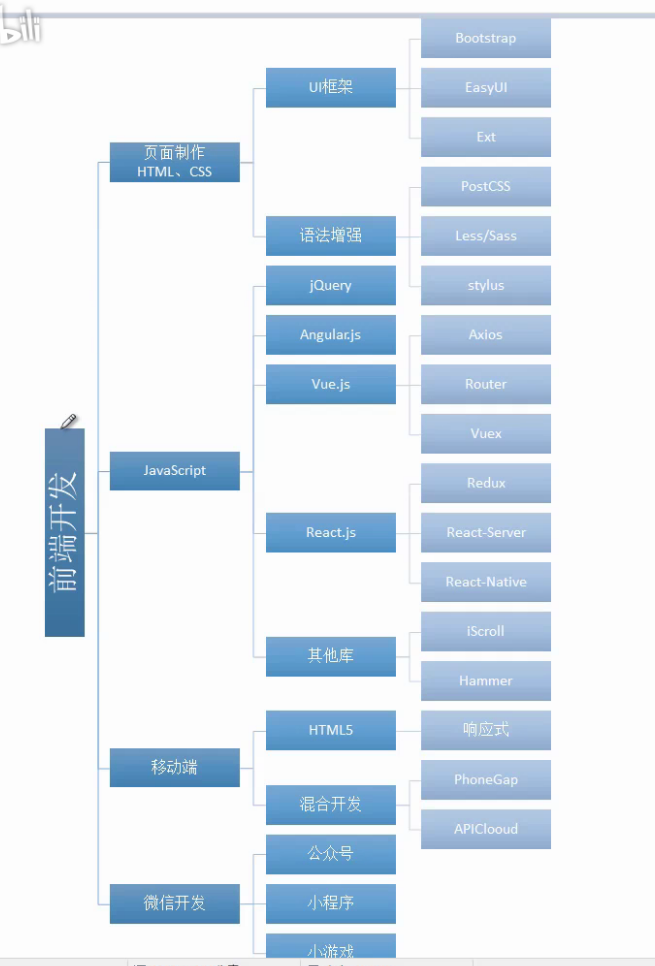 bili
Bootstrap
UI框架
EasyUI
Ext
页面制作
HTML、CSS
PostCSS
语法增强
Less/Sass
stylus
jQuery
Angular.js
Axios
Vue.js
Router
Vuex
前端开发
JavaScript
Redux
React.js
React-Server
React-Native
其他库
iScroll
Hammer
移动端
HTML5
响应式
混合开发
PhoneGap
APIClooud
微信开发
公众号
小程序
小游戏